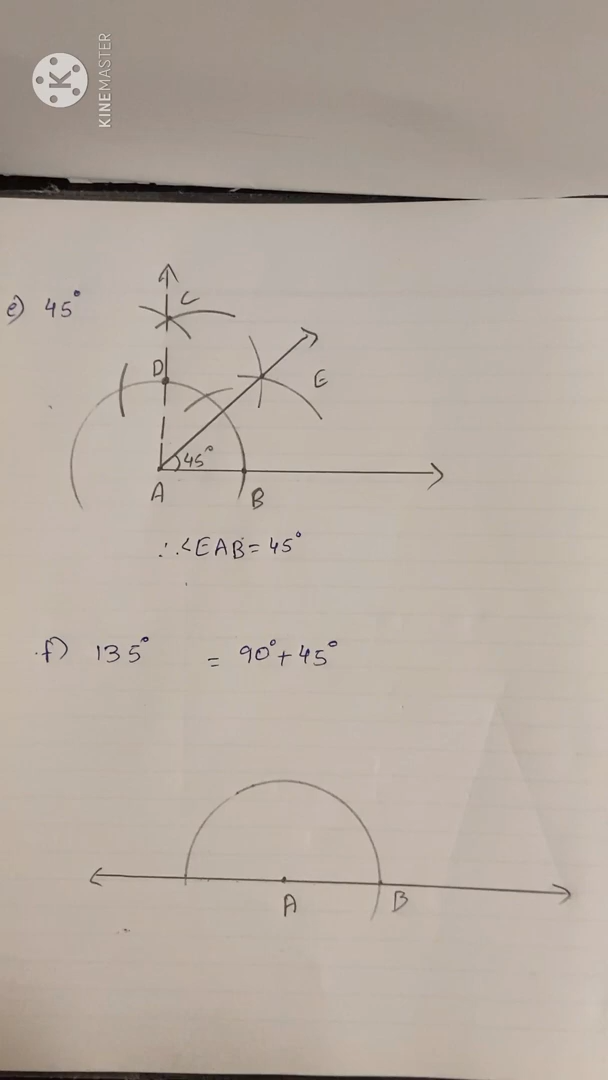 KINEMASTER
e) 45°
C
D
E
45°
A
B
∴ ∠EAB = 45°
f) 135° = 90° + 45°
A
B